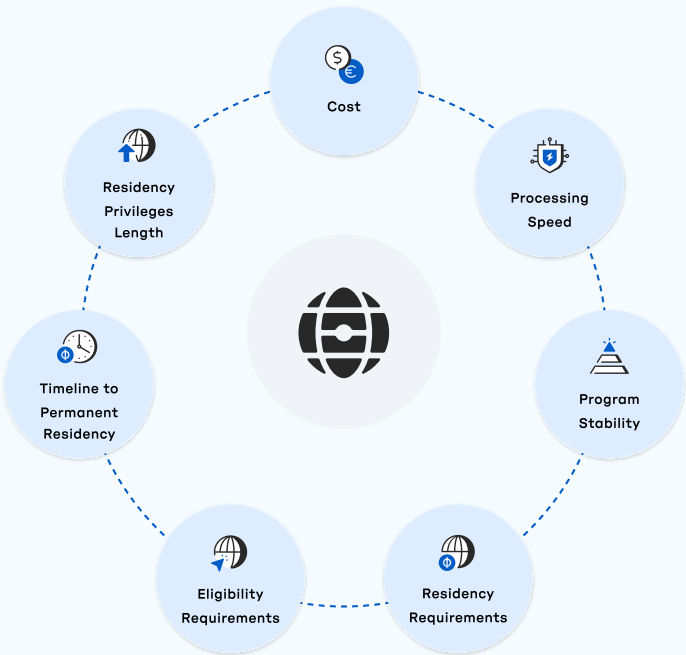 Cost
Processing
Speed
Program
Stability
Residency
Requirements
Eligibility
Requirements
Timeline to
Permanent
Residency
Residency
Privileges
Length